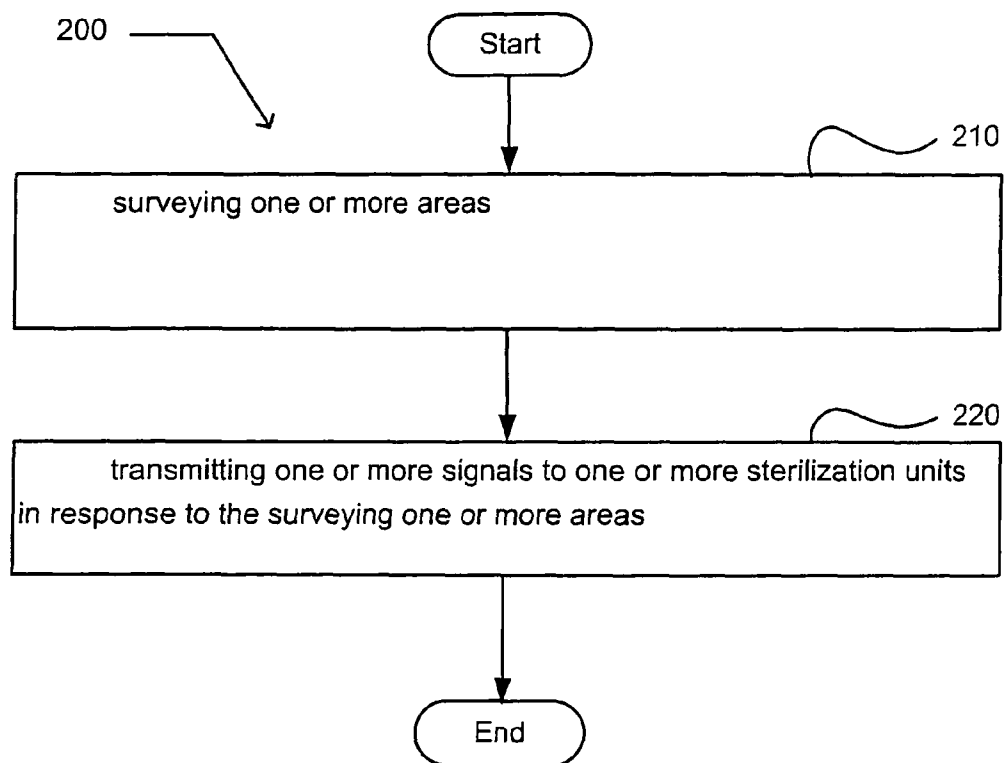 200
Start
210
surveying one or more areas
220
transmitting one or more signals to one or more sterilization units
in response to the surveying one or more areas
End